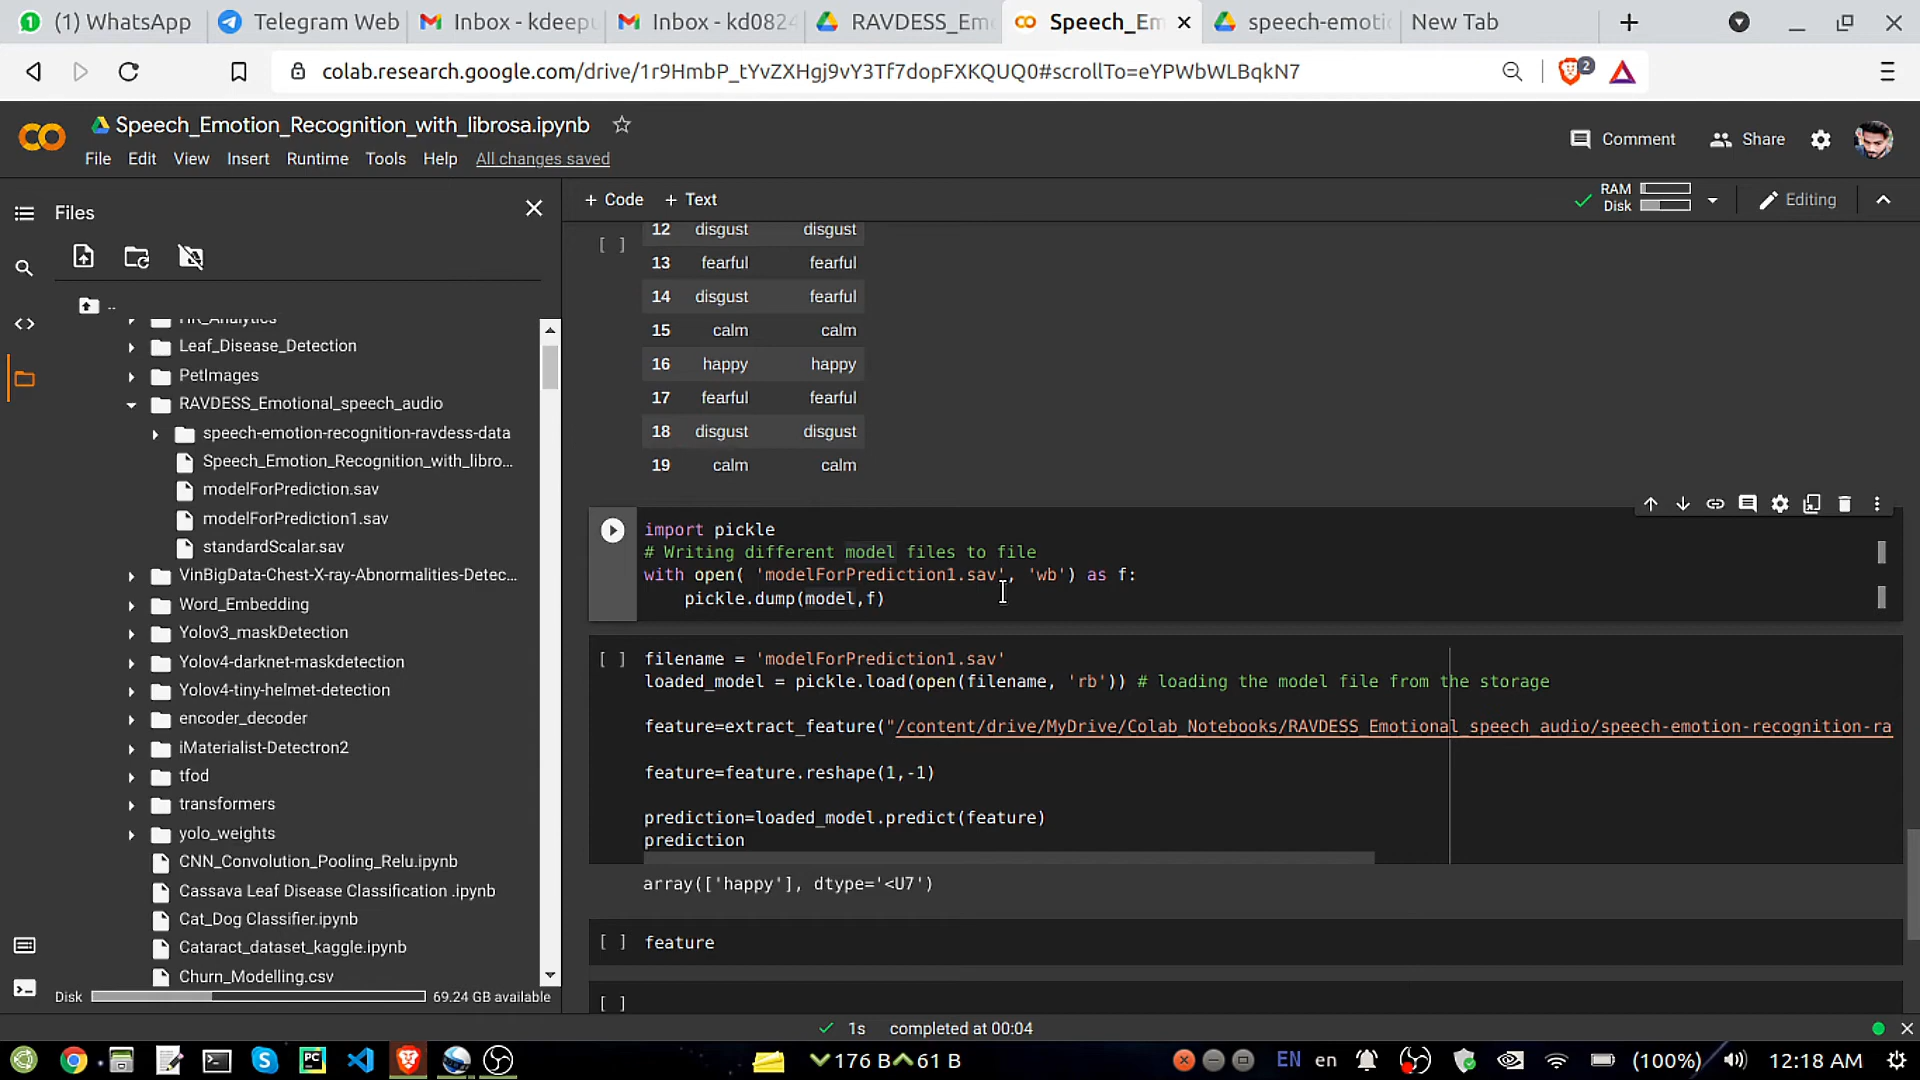 (1) WhatsApp
Telegram Web
Inbox - kdeepu
Inbox - kd0824
RAVDESS_Em
Speech_Em
speech-emoti
New Tab
colab.research.google.com/drive/1r9HmbP_tYvZXHgj9vY3Tf7dopFXKQUQ0#scrollTo=eYPWbWLBqkN7
2
Speech_Emotion_Recognition_with_librosa.ipynb
Comment
Share
File Edit View Insert Runtime Tools Help All changes saved
Files
+ Code + Text
RAM
Disk
Editing
..
HR_Analytics
Leaf_Disease_Detection
PetImages
RAVDESS_Emotional_speech_audio
speech-emotion-recognition-ravdess-data
Speech_Emotion_Recognition_with_libro...
modelForPrediction.sav
modelForPrediction1.sav
standardScalar.sav
VinBigData-Chest-X-ray-Abnormalities-Detec...
Word_Embedding
Yolov3_maskDetection
Yolov4-darknet-maskdetection
Yolov4-tiny-helmet-detection
encoder_decoder
iMaterialist-Detectron2
tfod
transformers
yolo_weights
CNN_Convolution_Pooling_Relu.ipynb
Cassava Leaf Disease Classification .ipynb
Cat_Dog Classifier.ipynb
Cataract_dataset_kaggle.ipynb
Churn_Modelling.csv
Disk 69.24 GB available
[ ]
12 disgust disgust
13 fearful fearful
14 disgust fearful
15 calm calm
16 happy happy
17 fearful fearful
18 disgust disgust
19 calm calm
import pickle
# Writing different model files to file
with open( 'modelForPrediction1.sav', 'wb') as f:
pickle.dump(model,f)
[ ] filename = 'modelForPrediction1.sav'
loaded_model = pickle.load(open(filename, 'rb')) # loading the model file from the storage
feature=extract_feature("/content/drive/MyDrive/Colab_Notebooks/RAVDESS_Emotional_speech_audio/speech-emotion-recognition-ra
feature=feature.reshape(1,-1)
prediction=loaded_model.predict(feature)
prediction
array(['happy'], dtype='<U7')
[ ] feature
[ ]
1s completed at 00:04
176 B 61 B
EN en
(100%)
12:18 AM